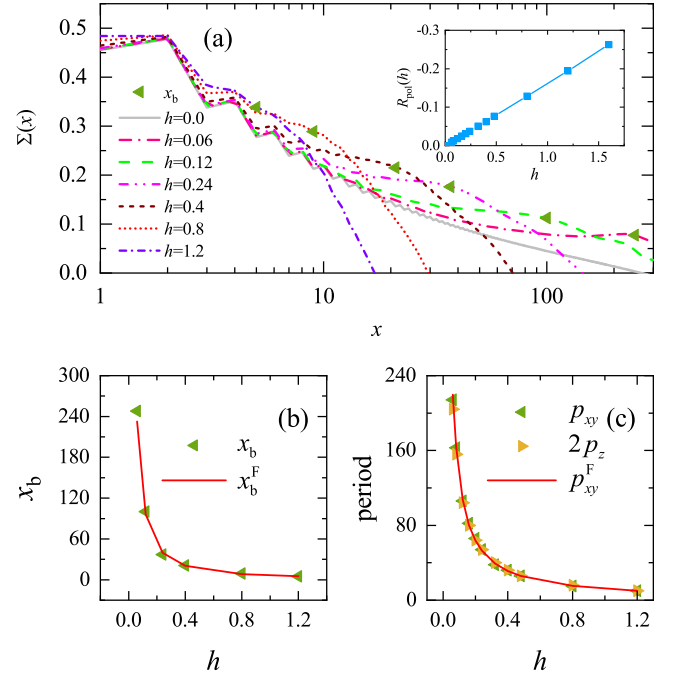 0.5
0.4
0.3
0.2
0.1
0.0
Σ(x)
(a)
x_b
h=0.0
h=0.06
h=0.12
h=0.24
h=0.4
h=0.8
h=1.2
1
10
100
x
-0.3
-0.2
-0.1
0.0
R_pol(h)
0.0
0.5
1.0
1.5
h
300
240
180
120
60
0
x_b
(b)
x_b
x_b^F
0.0
0.4
0.8
1.2
h
240
160
80
0
period
(c)
p_xy
2p_z
p_xy^F
0.0
0.4
0.8
1.2
h